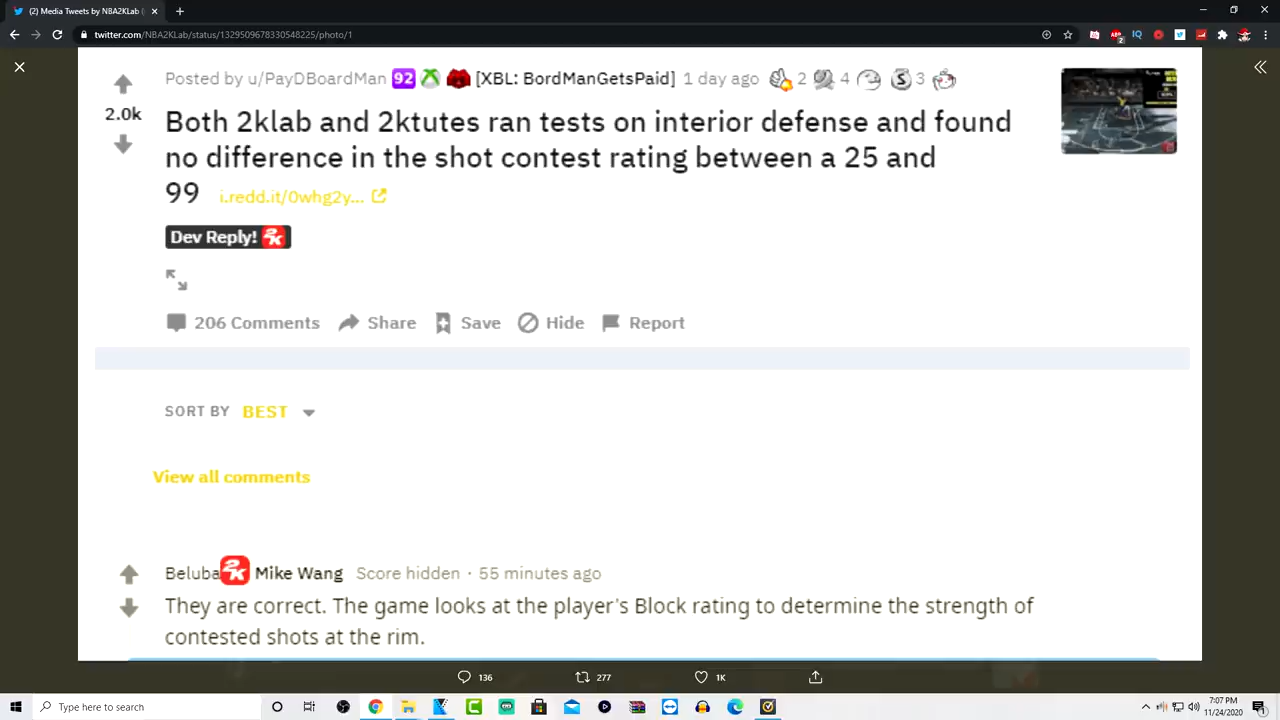 (2) Media Tweets by NBA2KLab (
twitter.com/NBA2KLab/status/1329509678330548225/photo/1
Posted by u/PayDBoardMan 92 [XBL: BordManGetsPaid] 1 day ago 2 4 3
2.0k
Both 2klab and 2ktutes ran tests on interior defense and found
no difference in the shot contest rating between a 25 and
99 i.redd.it/0whg2y...
Dev Reply! 2K
206 Comments Share Save Hide Report
SORT BY BEST
View all comments
Beluba 2K Mike Wang Score hidden · 55 minutes ago
They are correct. The game looks at the player's Block rating to determine the strength of
contested shots at the rim.
136 277 1K
Type here to search
7:07 PM
11/24/2020